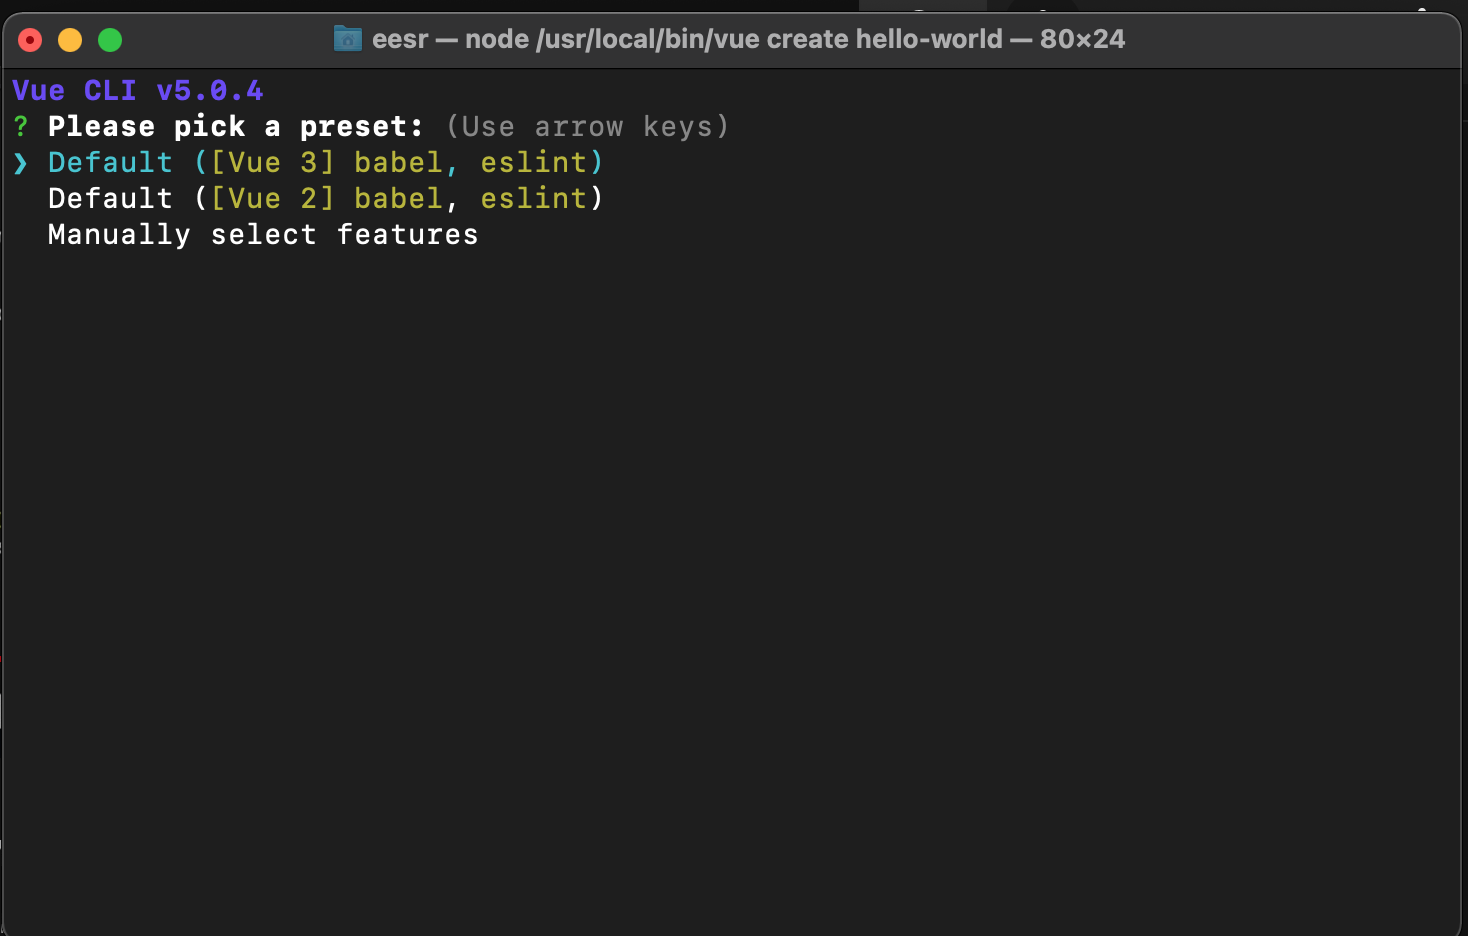 eesr — node /usr/local/bin/vue create hello-world — 80×24
Vue CLI v5.0.4
? Please pick a preset: (Use arrow keys)
❯ Default ([Vue 3] babel, eslint)
Default ([Vue 2] babel, eslint)
Manually select features